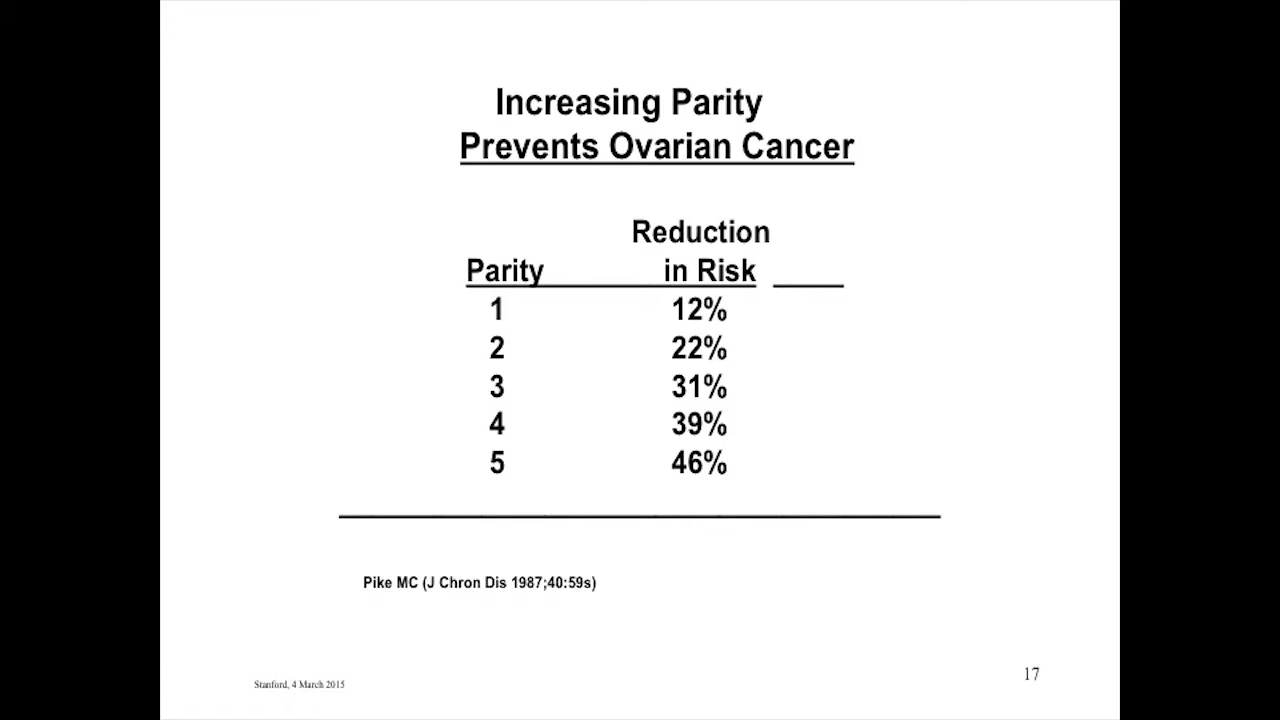 Increasing Parity
Prevents Ovarian Cancer
Reduction
Parity in Risk
1 12%
2 22%
3 31%
4 39%
5 46%
Pike MC (J Chron Dis 1987;40:59s)
17
Stanford, 4 March 2015